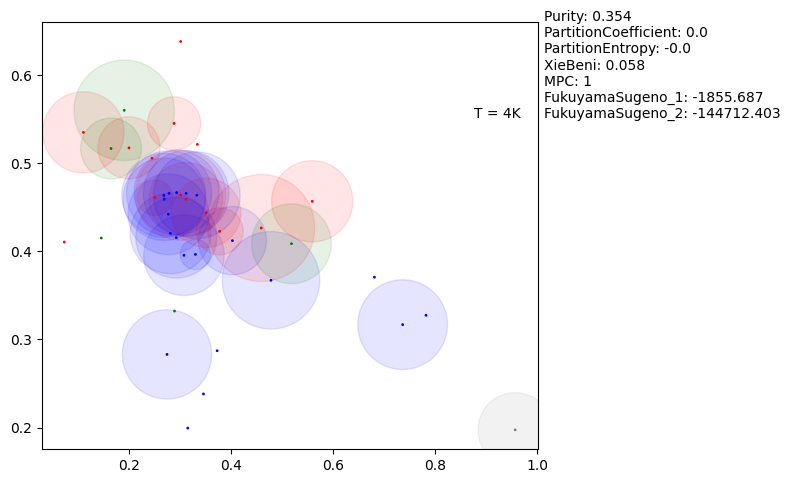 Purity: 0.354
PartitionCoefficient: 0.0
PartitionEntropy: -0.0
XieBeni: 0.058
MPC: 1
FukuyamaSugeno_1: -1855.687
FukuyamaSugeno_2: -144712.403
T = 4K
0.6
0.5
0.4
0.3
0.2
0.2 0.4 0.6 0.8 1.0